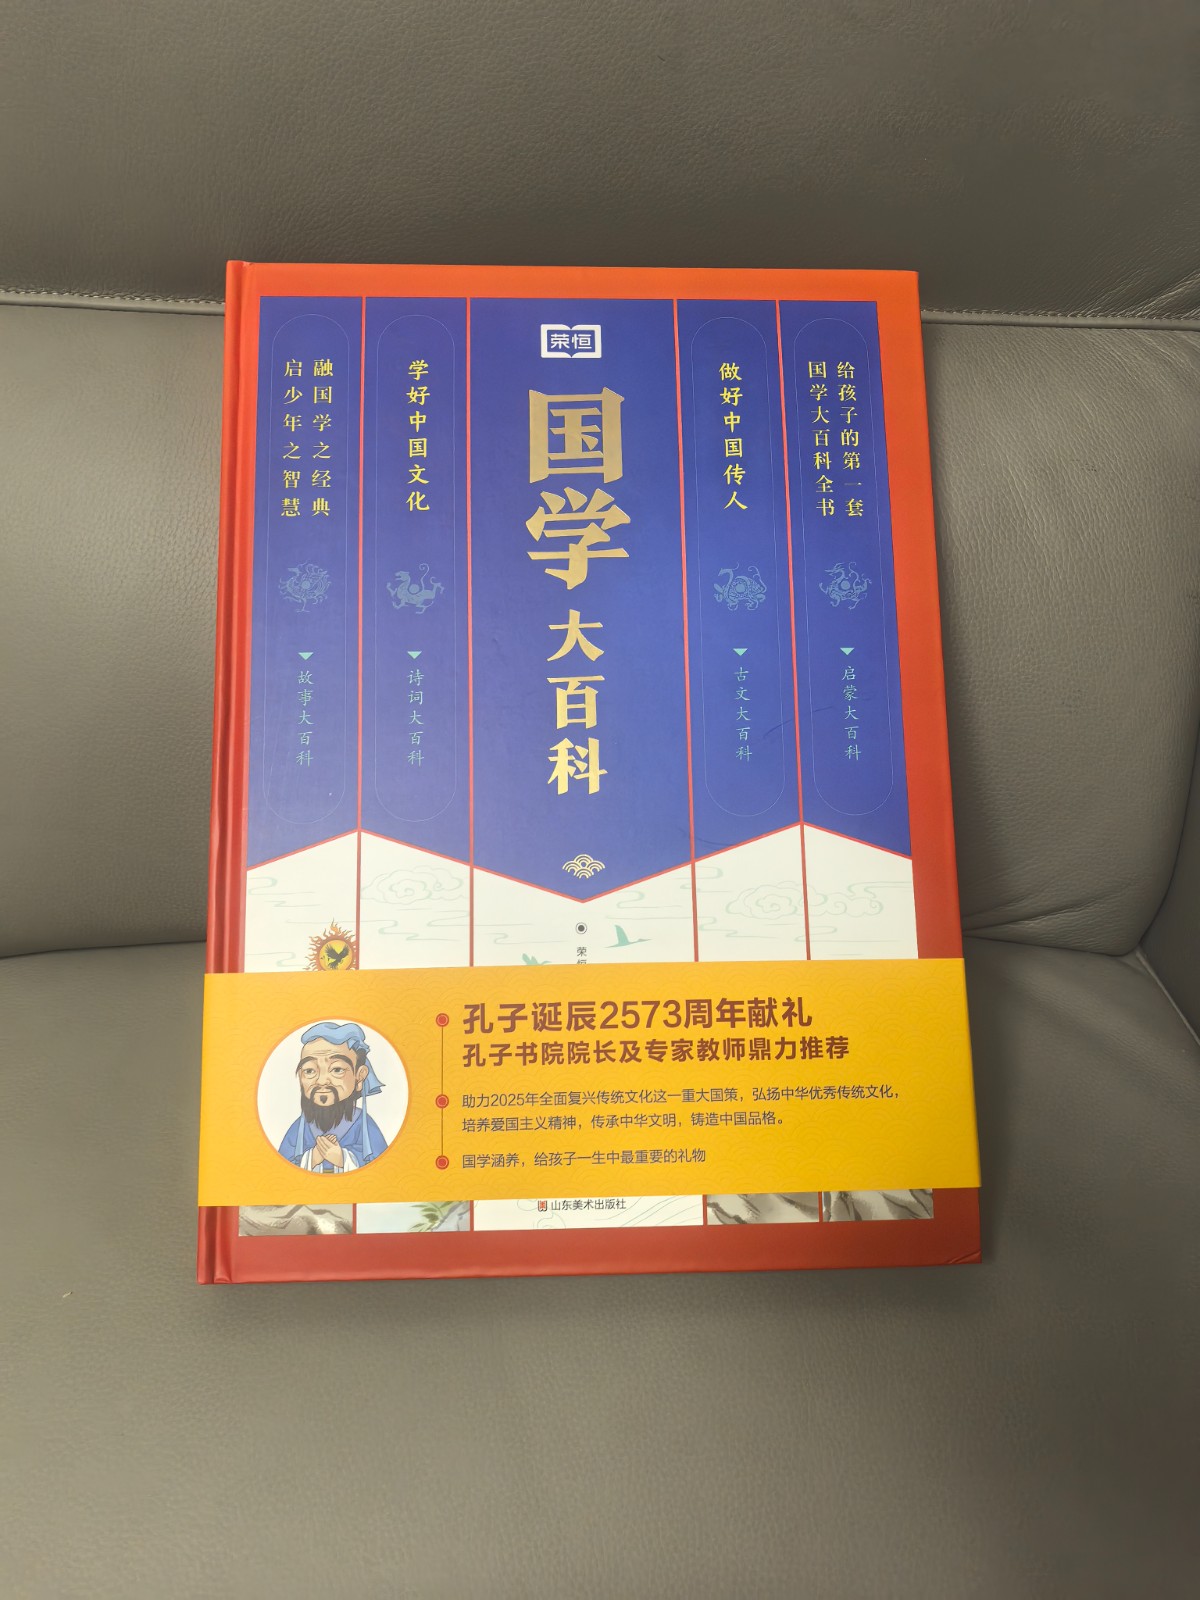 荣恒
国学大百科
给孩子的第一套
国学大百科全书
启蒙大百科
做好中国传人
古文大百科
学好中国文化
诗词大百科
融国学之经典
启少年之智慧
故事大百科
荣恒
孔子诞辰2573周年献礼
孔子书院院长及专家教师鼎力推荐
助力2025年全面复兴传统文化这一重大国策，弘扬中华优秀传统文化，
培养爱国主义精神，传承中华文明，铸造中国品格。
国学涵养，给孩子一生中最重要的礼物
山东美术出版社